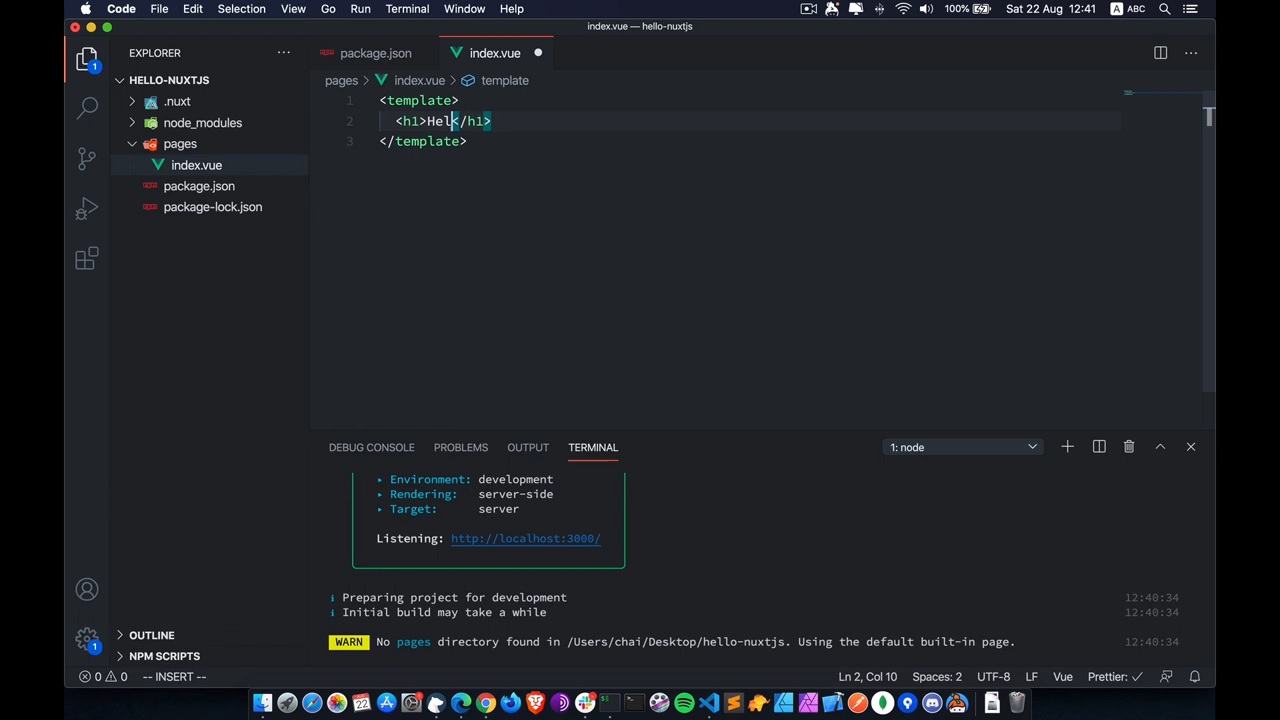 Code File Edit Selection View Go Run Terminal Window Help 100% Sat 22 Aug 12:41 A ABC
index.vue — hello-nuxtjs
EXPLORER
package.json
index.vue
HELLO-NUXTJS
.nuxt
node_modules
pages
index.vue
package.json
package-lock.json
pages > index.vue > template
1 <template>
2 <h1>Hel</h1>
3 </template>
DEBUG CONSOLE PROBLEMS OUTPUT TERMINAL 1: node
▸ Environment: development
▸ Rendering: server-side
▸ Target: server
Listening: http://localhost:3000/
i Preparing project for development 12:40:34
i Initial build may take a while 12:40:34
WARN No pages directory found in /Users/chai/Desktop/hello-nuxtjs. Using the default built-in page. 12:40:34
1
1
OUTLINE
NPM SCRIPTS
0 0 -- INSERT -- Ln 2, Col 10 Spaces: 2 UTF-8 LF Vue Prettier: ✓
22